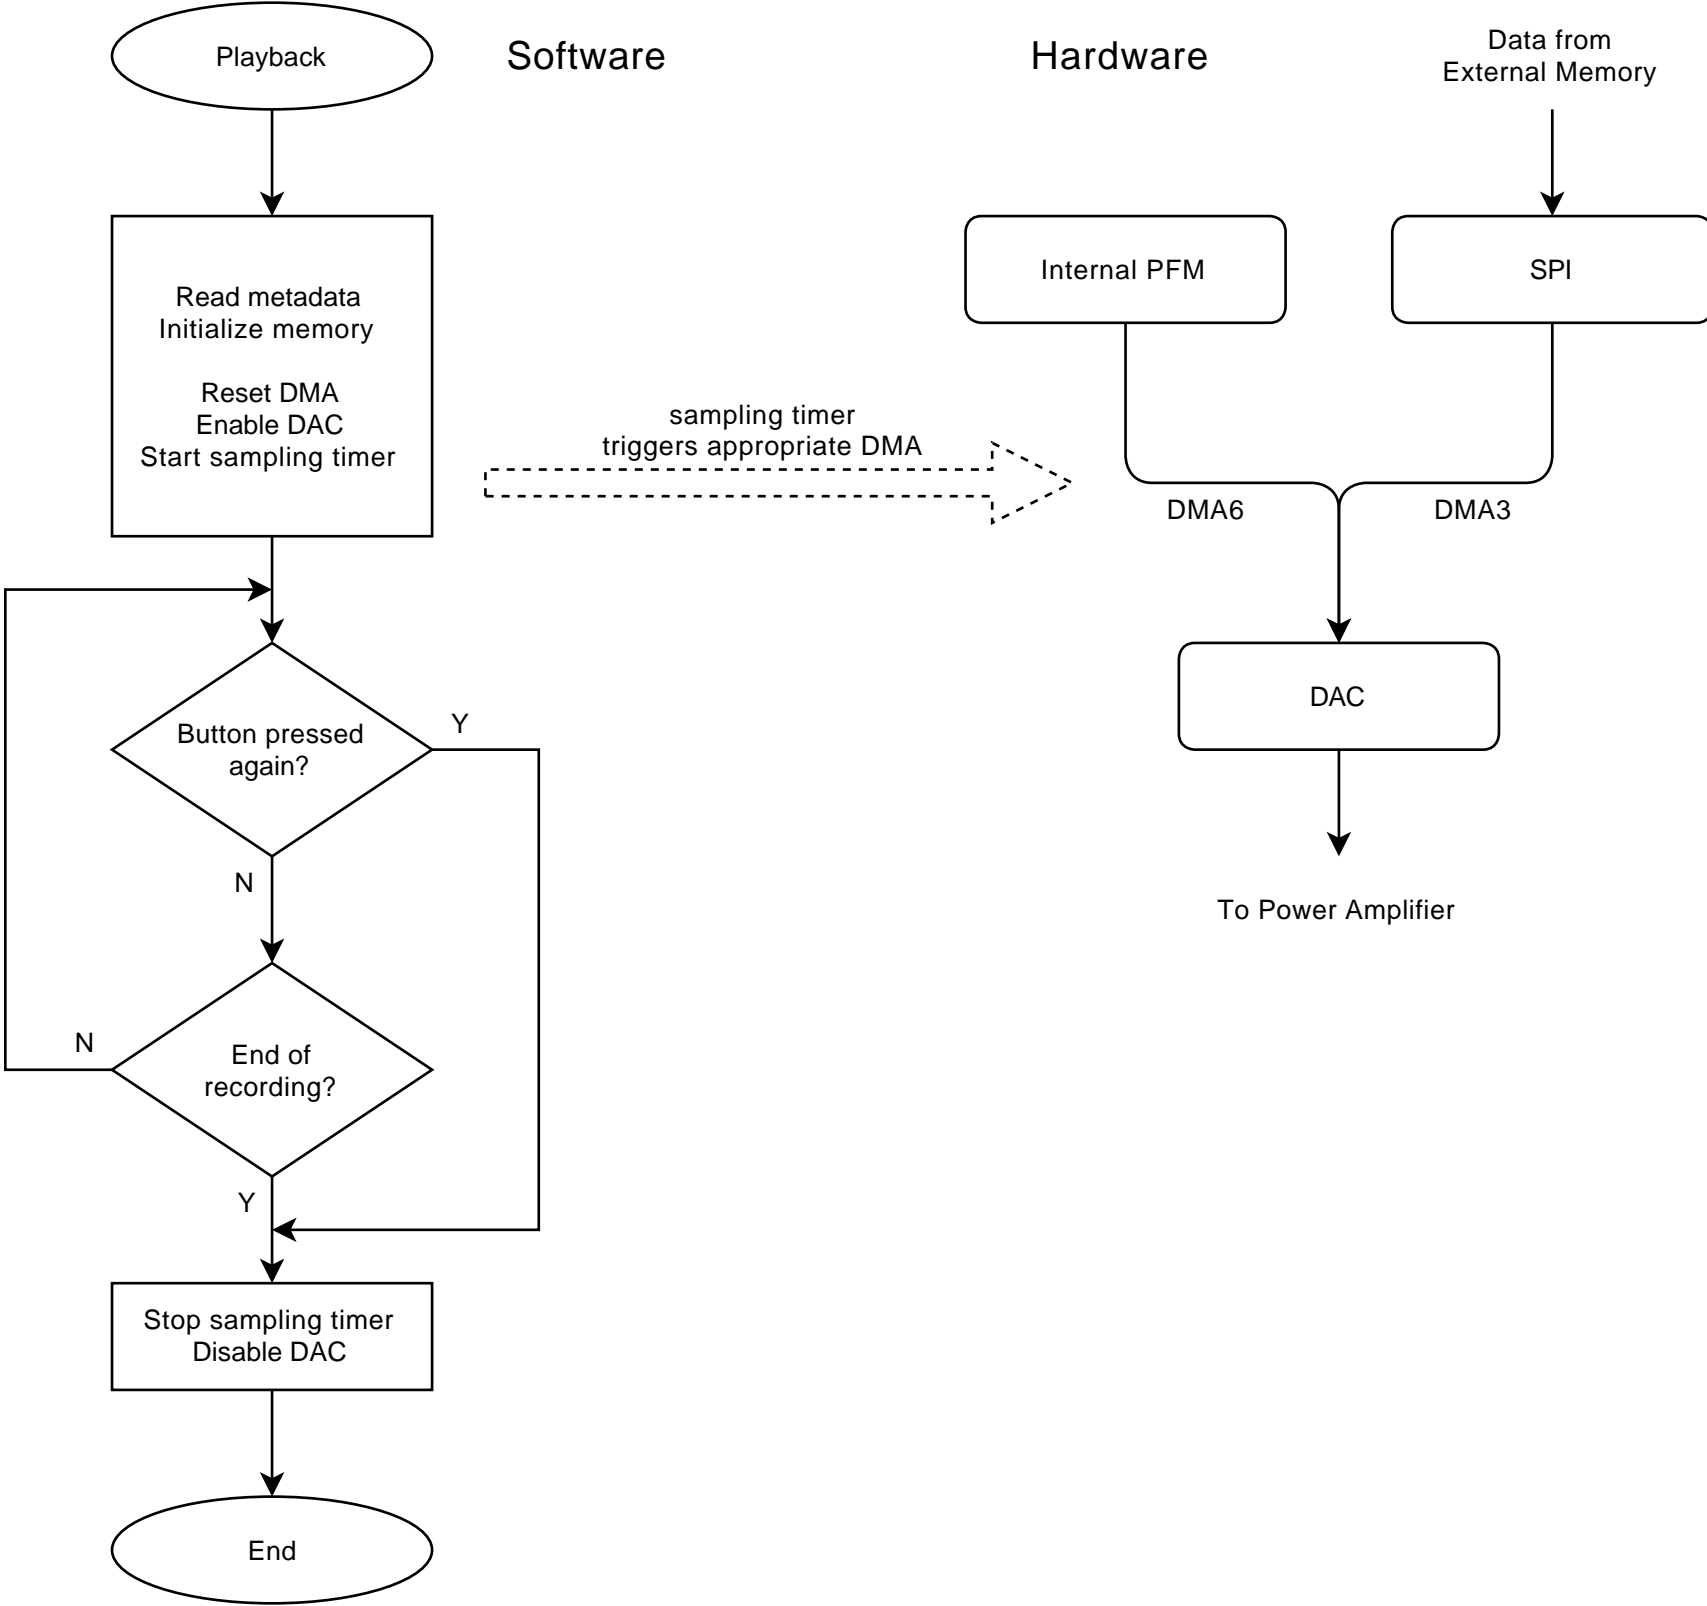 Playback
Software
Hardware
Data from
External Memory
Read metadata
Initialize memory
Reset DMA
Enable DAC
Start sampling timer
sampling timer
triggers appropriate DMA
Internal PFM
SPI
DMA6
DMA3
DAC
To Power Amplifier
Button pressed
again?
Y
N
End of
recording?
N
Y
Stop sampling timer
Disable DAC
End